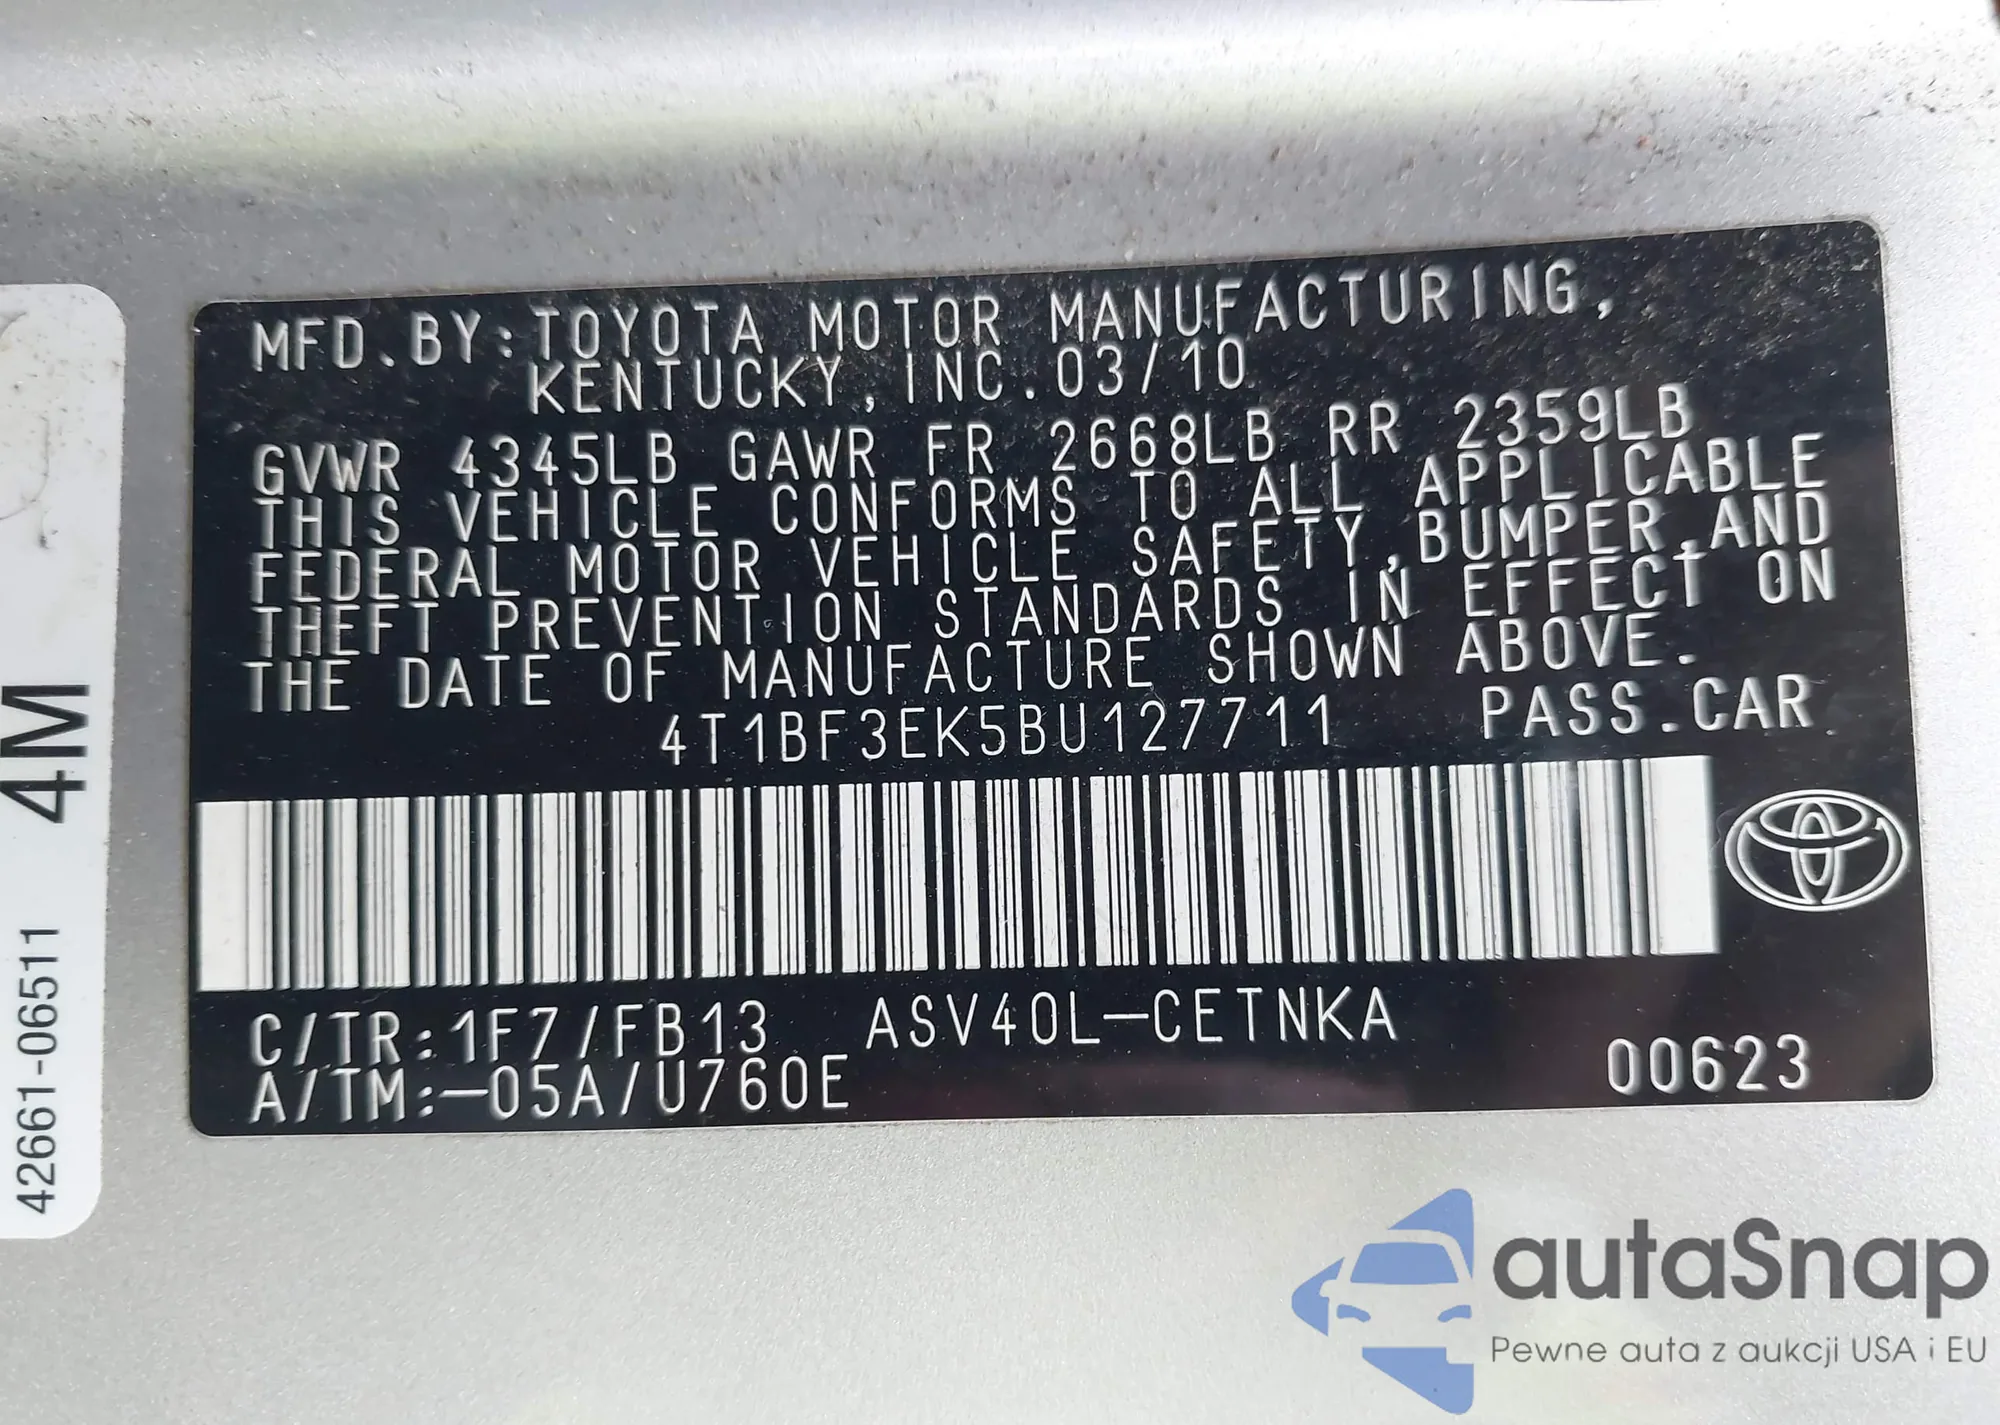 MFD.BY:TOYOTA MOTOR MANUFACTURING,
KENTUCKY, INC.03/10
GVWR 4345LB GAWR FR 2668LB RR 2359LB
THIS VEHICLE CONFORMS TO ALL APPLICABLE
FEDERAL MOTOR VEHICLE SAFETY,BUMPER,AND
THEFT PREVENTION STANDARDS IN EFFECT ON
THE DATE OF MANUFACTURE SHOWN ABOVE.
4T1BF3EK5BU127711 PASS.CAR
C/TR:1F7/FB13 ASV40L-CETNKA
A/TM:-05A/U760E 00623
42661-06511 4M
autaSnap
Pewne auta z aukcji USA i EU